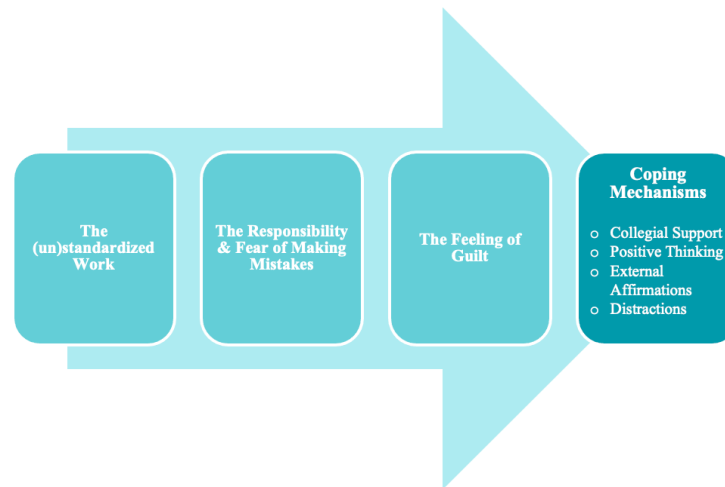 The
(un)standardized
Work
The Responsibility
& Fear of Making
Mistakes
The Feeling of
Guilt
Coping
Mechanisms
o Collegial Support
o Positive Thinking
o External
Affirmations
o Distractions